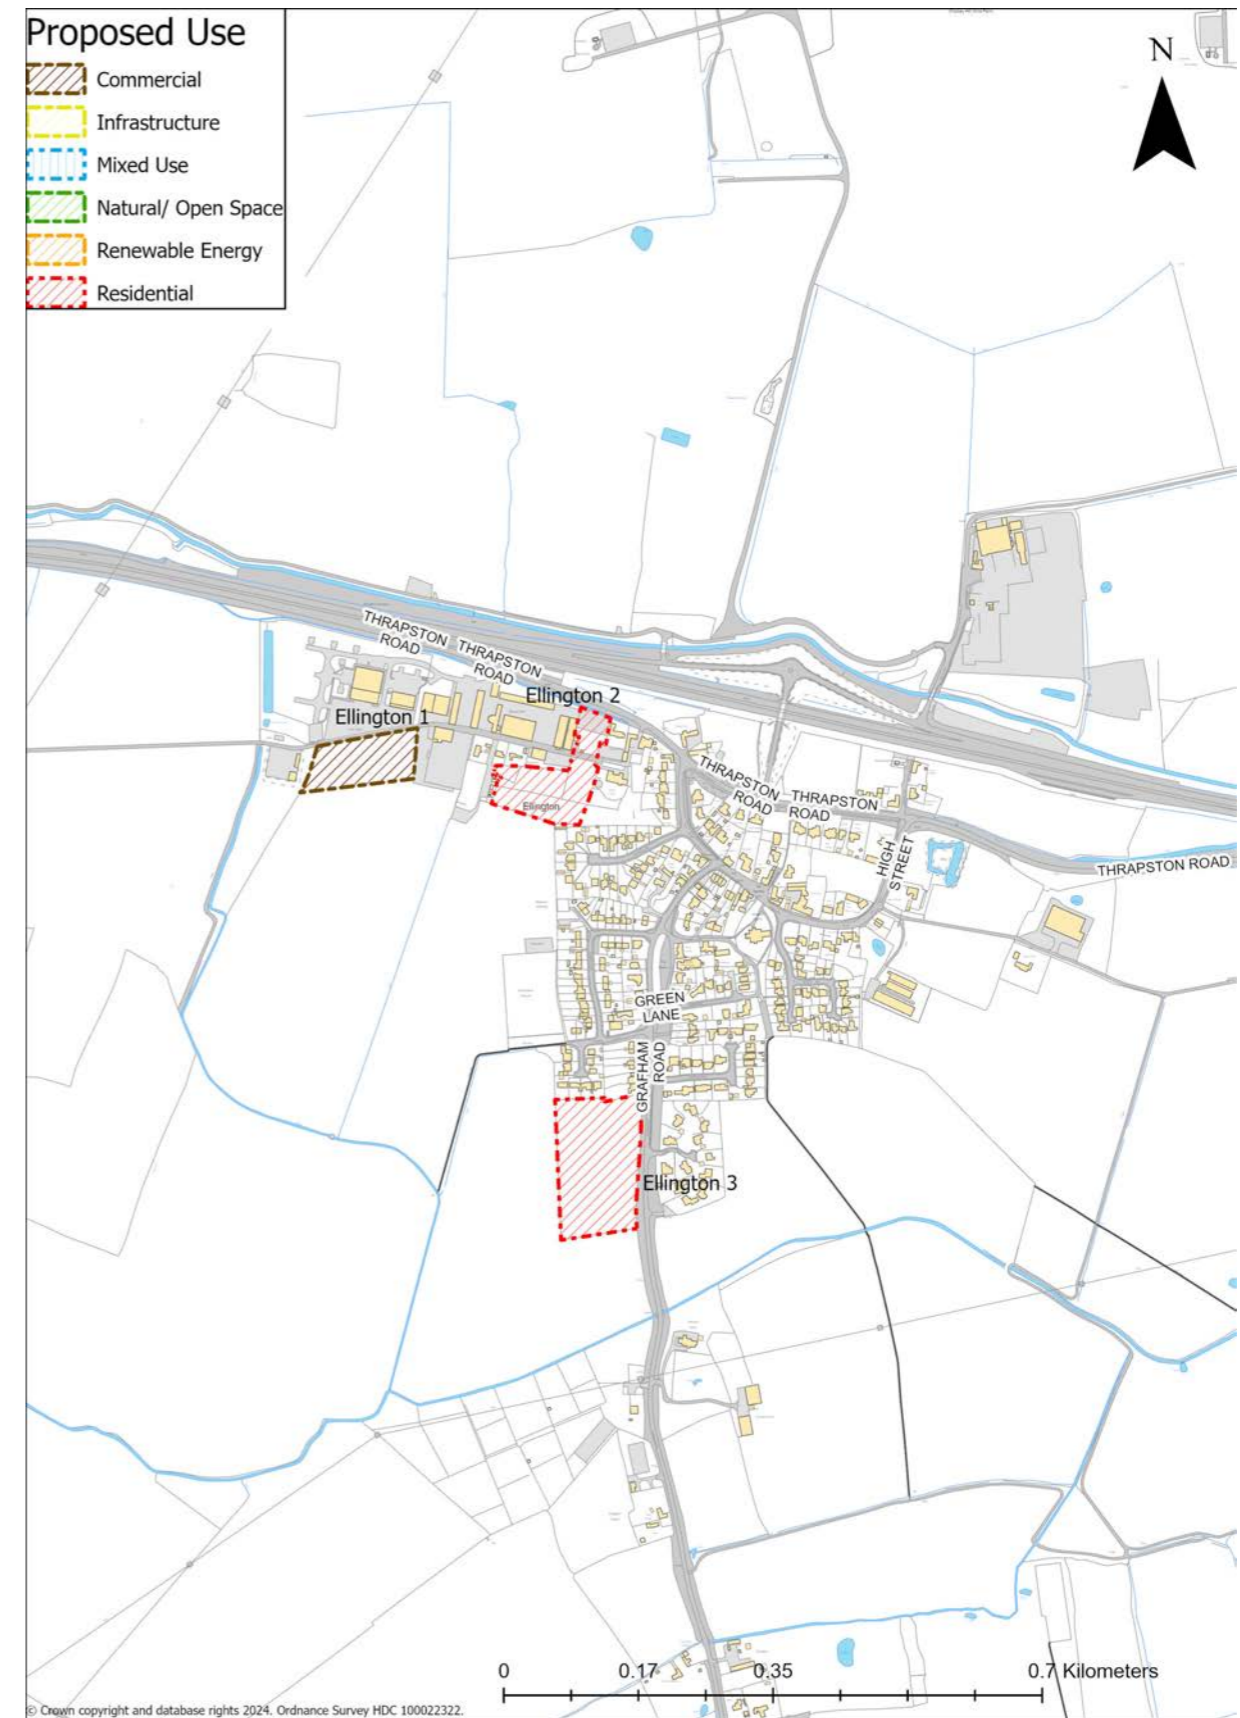 Proposed Use
Commercial
Infrastructure
Mixed Use
Natural/ Open Space
Renewable Energy
Residential
N
THRAPSTON
ROAD
THRAPSTON
ROAD
Ellington 2
Ellington 1
Ellington
THRAPSTON
ROAD
THRAPSTON
ROAD
HIGH
STREET
THRAPSTON ROAD
GREEN
LANE
GRAFHAM
ROAD
Ellington 3
0 0.17 0.35 0.7 Kilometers
© Crown copyright and database rights 2024. Ordnance Survey HDC 100022322.